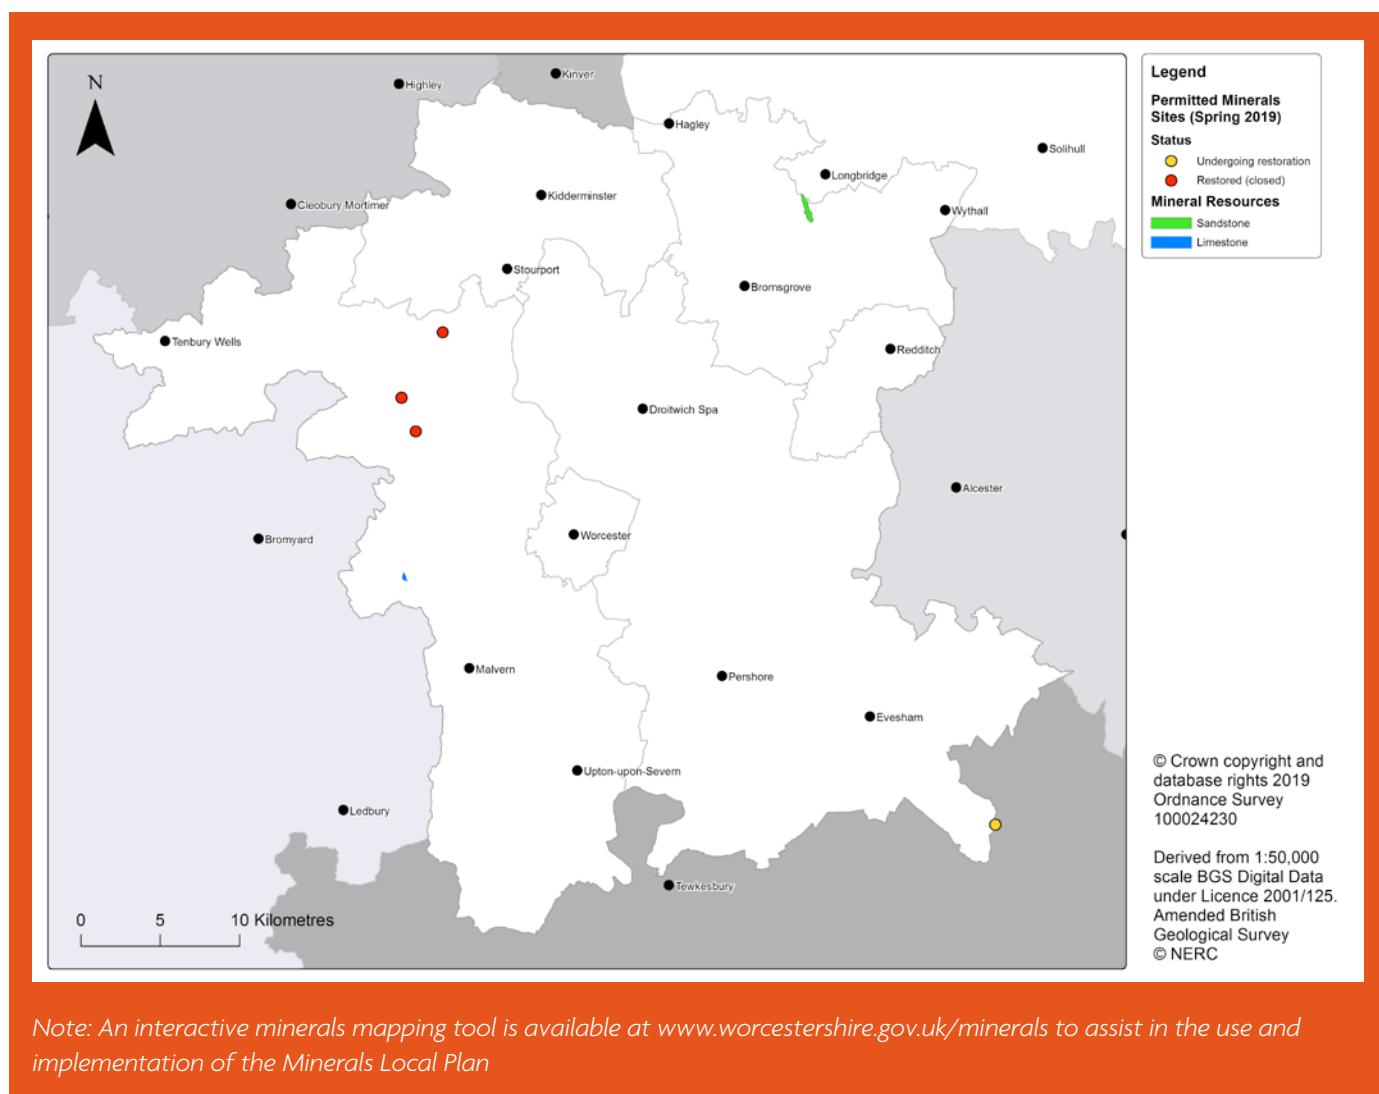 N
Highley
Kinver
Hagley
Solihull
Longbridge
Kidderminster
Cleobury Mortimer
Wythall
Stourport
Bromsgrove
Tenbury Wells
Redditch
Droitwich Spa
Alcester
Worcester
Bromyard
Malvern
Pershore
Evesham
Upton-upon-Severn
Ledbury
Tewkesbury
0 5 10 Kilometres
Legend
Permitted Minerals
Sites (Spring 2019)
Status
Undergoing restoration
Restored (closed)
Mineral Resources
Sandstone
Limestone
© Crown copyright and
database rights 2019
Ordnance Survey
100024230
Derived from 1:50,000
scale BGS Digital Data
under Licence 2001/125.
Amended British
Geological Survey
© NERC
Note: An interactive minerals mapping tool is available at www.worcestershire.gov.uk/minerals to assist in the use and
implementation of the Minerals Local Plan